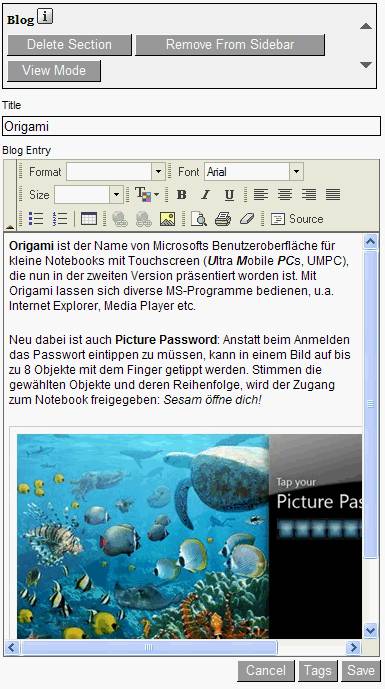 Blog i
Delete Section Remove From Sidebar
View Mode
Title
Origami
Blog Entry
Format Font Arial
Size B I U
Source
Origami ist der Name von Microsofts Benutzeroberfläche für
kleine Notebooks mit Touchscreen (Ultra Mobile PCs, UMPC),
die nun in der zweiten Version präsentiert worden ist. Mit
Origami lassen sich diverse MS-Programme bedienen, u.a.
Internet Explorer, Media Player etc.
Neu dabei ist auch Picture Password: Anstatt beim Anmelden
das Passwort eintippen zu müssen, kann in einem Bild auf bis
zu 8 Objekte mit dem Finger getippt werden. Stimmen die
gewählten Objekte und deren Reihenfolge, wird der Zugang
zum Notebook freigegeben: Sesam öffne dich!
Tap your
Picture Pas
Cancel Tags Save